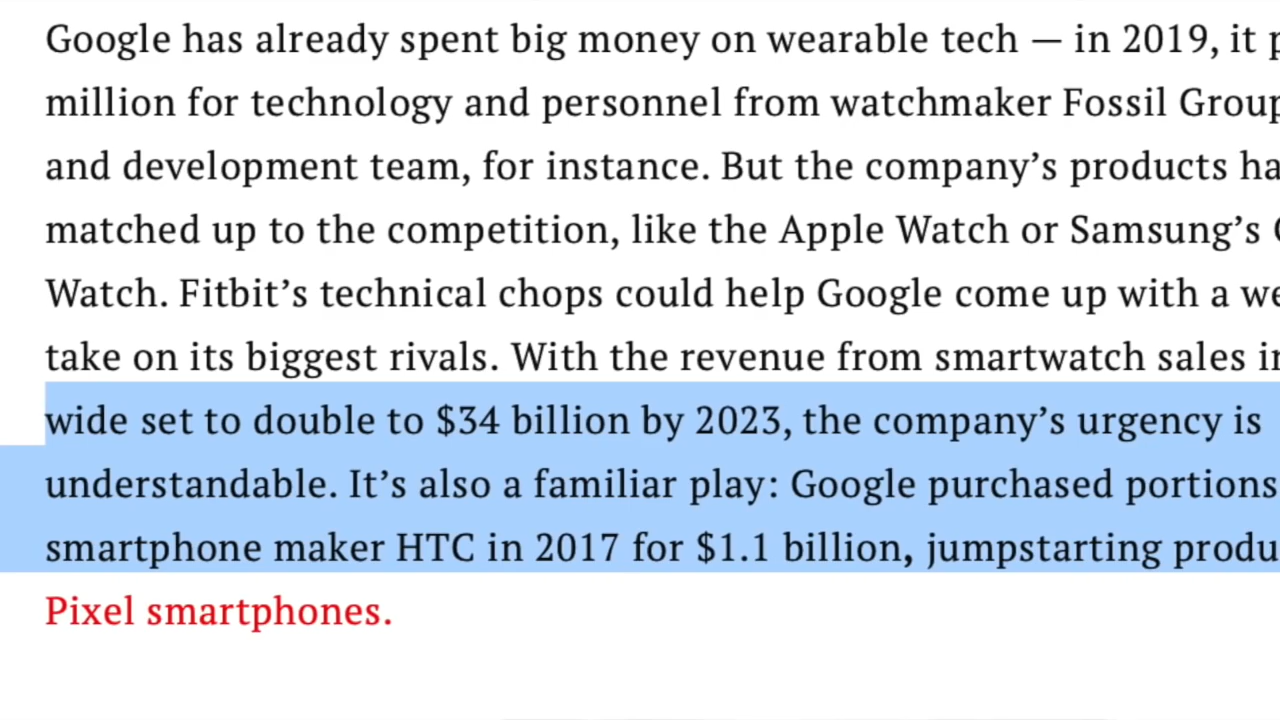 Google has already spent big money on wearable tech — in 2019, it
million for technology and personnel from watchmaker Fossil Group
and development team, for instance. But the company’s products
matched up to the competition, like the Apple Watch or Samsung’s
Watch. Fitbit’s technical chops could help Google come up with a
take on its biggest rivals. With the revenue from smartwatch sales
wide set to double to $34 billion by 2023, the company’s urgency is
understandable. It’s also a familiar play: Google purchased portions
smartphone maker HTC in 2017 for $1.1 billion, jumpstarting
Pixel smartphones.